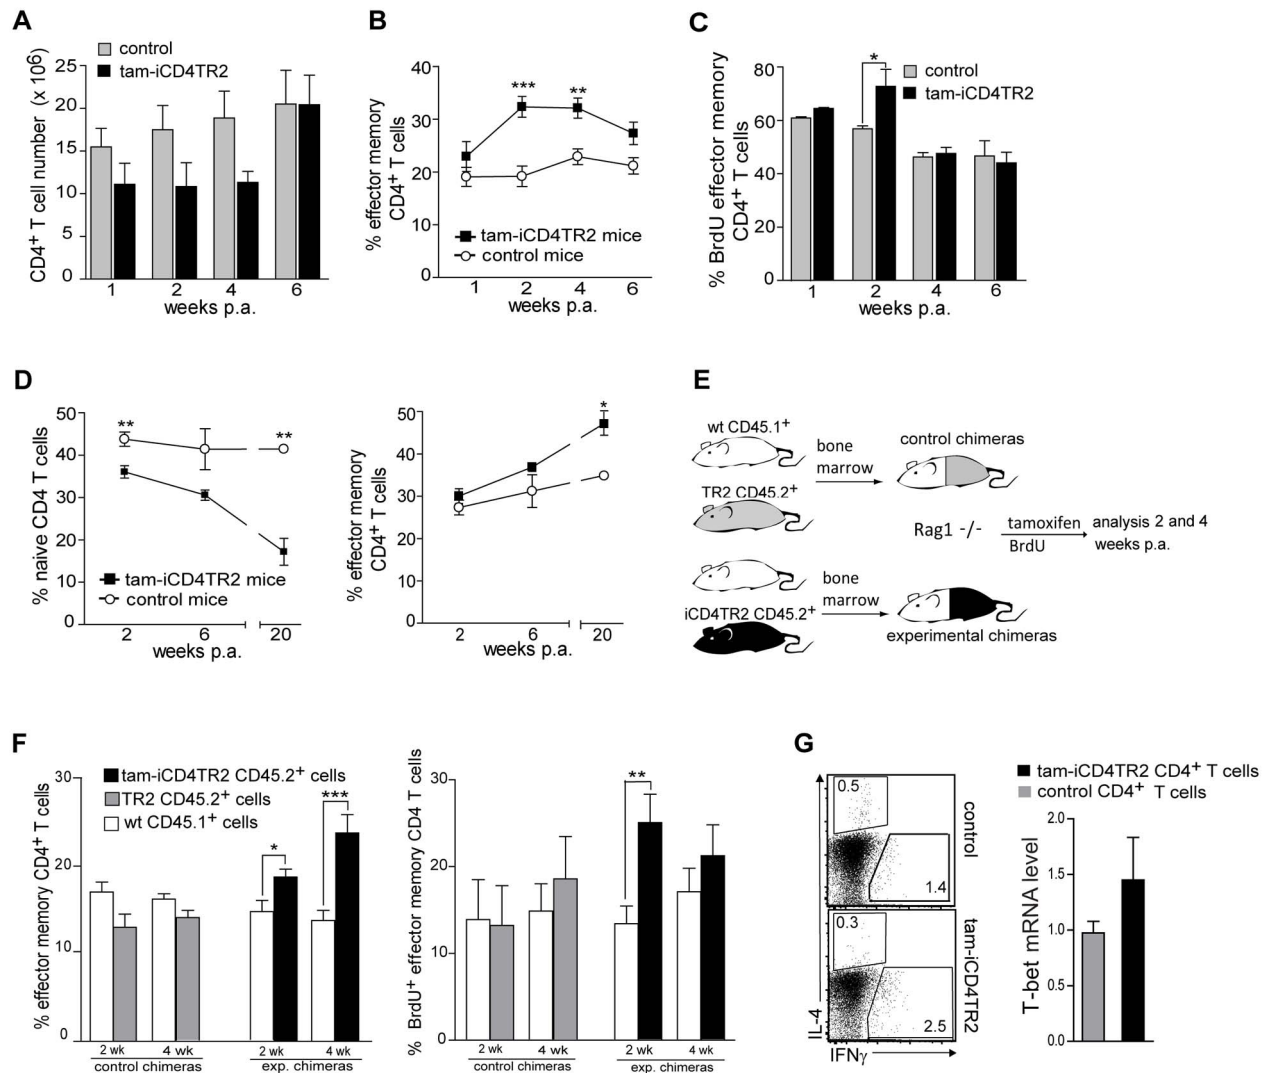 A
control
tam-iCD4TR2
CD4+ T cell number (x 10⁶)
25
20
15
10
5
0
1 2 4 6
weeks p.a.
B
% effector memory
CD4+ T cells
40
30
20
10
0
*** **
tam-iCD4TR2 mice
control mice
1 2 4 6
weeks p.a.
C
% BrdU effector memory
CD4+ T cells
80
60
40
20
0
*
control
tam-iCD4TR2
1 2 4 6
weeks p.a.
D
% naive CD4 T cells
50
40
30
20
10
0
** **
tam-iCD4TR2 mice
control mice
2 6 20
weeks p.a.
% effector memory
CD4+ T cells
50
40
30
20
10
0
*
2 6 20
weeks p.a.
E
wt CD45.1+
bone
marrow
control chimeras
TR2 CD45.2+
Rag1 -/-
tamoxifen
BrdU
analysis 2 and 4
weeks p.a.
bone
marrow
iCD4TR2 CD45.2+
experimental chimeras
F
% effector memory CD4+ T cells
30
20
10
0
tam-iCD4TR2 CD45.2+ cells
TR2 CD45.2+ cells
wt CD45.1+ cells
* ***
2 wk 4 wk 2 wk 4 wk
control chimeras exp. chimeras
% BrdU+ effector memory CD4 T cells
30
20
10
0
**
2 wk 4 wk 2 wk 4 wk
control chimeras exp. chimeras
G
0.5
1.4
control
0.3
2.5
tam-iCD4TR2
IL-4
IFNγ
tam-iCD4TR2 CD4+ T cells
control CD4+ T cells
T-bet mRNA level
2.0
1.5
1.0
0.5
0.0